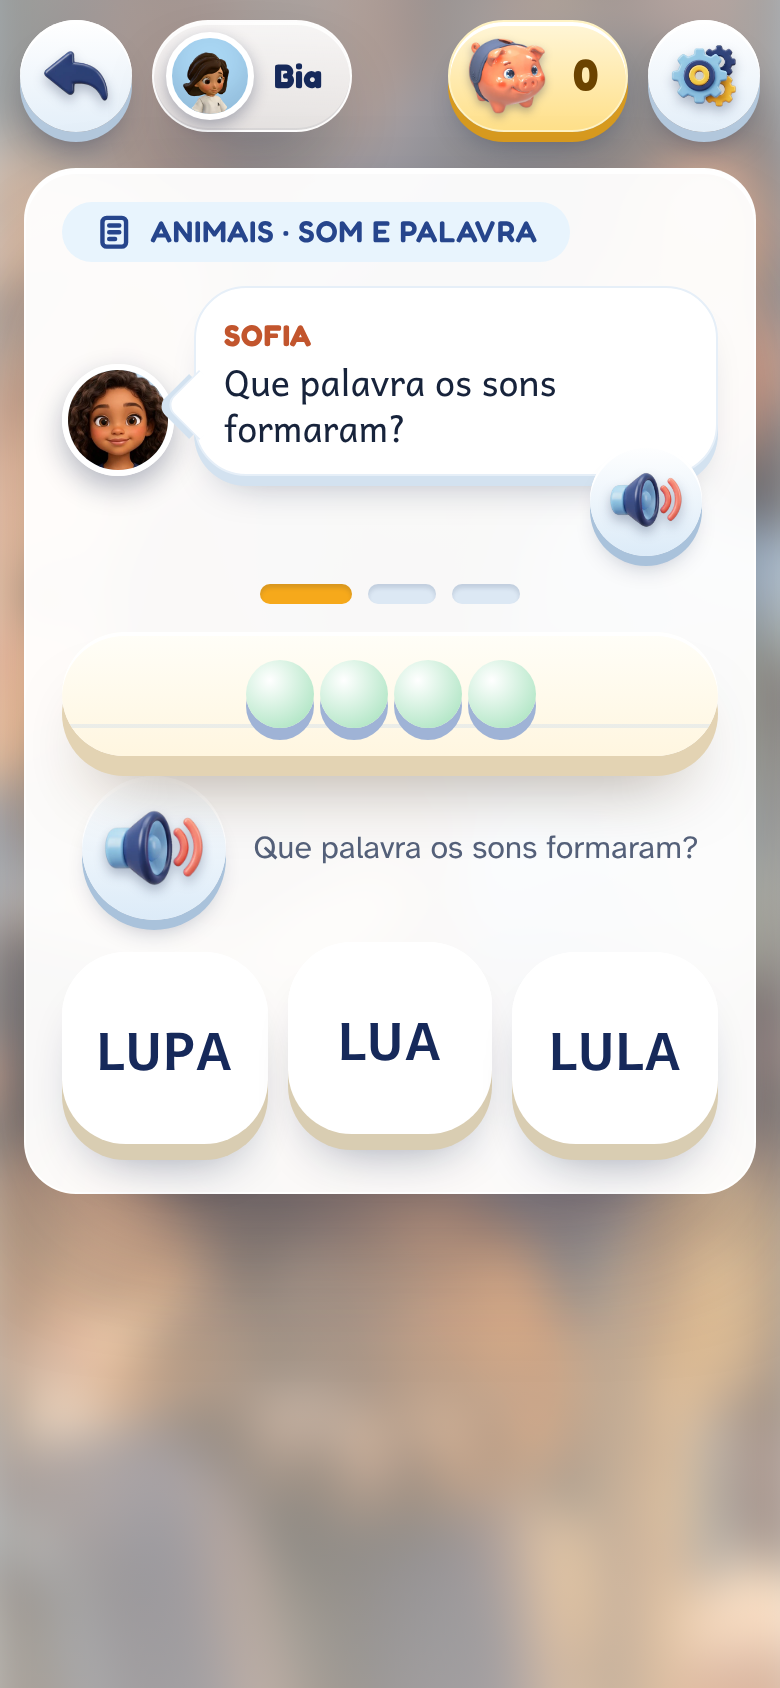 Bia
0
ANIMAIS · SOM E PALAVRA
SOFIA
Que palavra os sons
formaram?
Que palavra os sons formaram?
LUPA
LUA
LULA